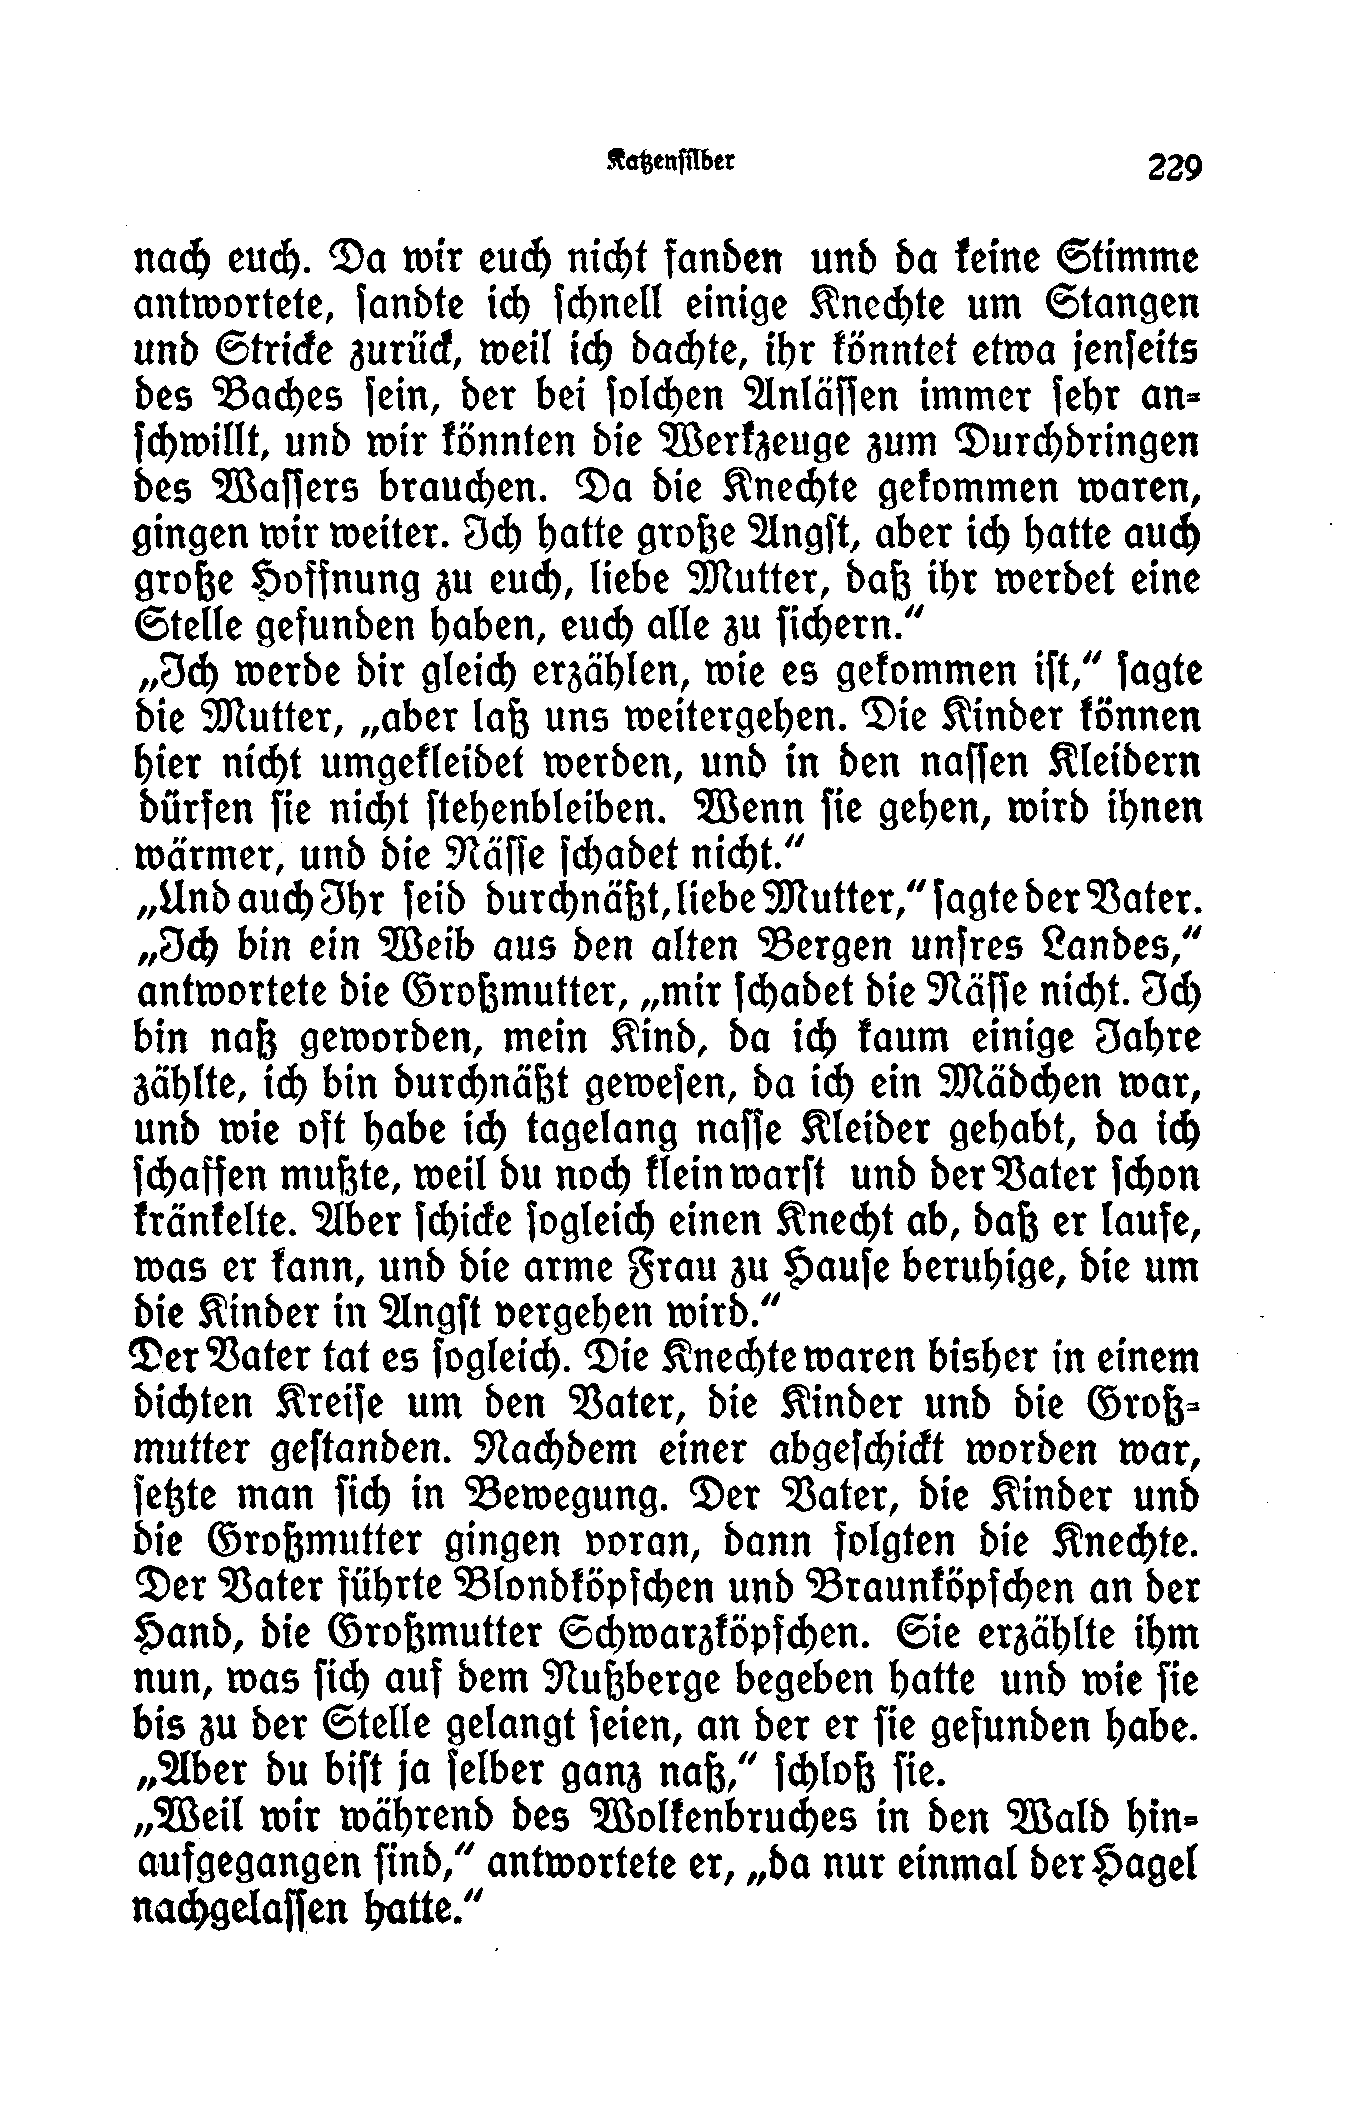 Katzensilber 229
nach euch. Da wir euch nicht fanden und da keine Stimme
antwortete, sandte ich schnell einige Knechte um Stangen
und Stricke zurück, weil ich dachte, ihr könntet etwa jenseits
des Baches sein, der bei solchen Anlässen immer sehr an-
schwillt, und wir könnten die Werkzeuge zum Durchdringen
des Wassers brauchen. Da die Knechte gekommen waren,
gingen wir weiter. Ich hatte große Angst, aber ich hatte auch
große Hoffnung zu euch, liebe Mutter, daß ihr werdet eine
Stelle gefunden haben, euch alle zu sichern.“
„Ich werde dir gleich erzählen, wie es gekommen ist,“ sagte
die Mutter, „aber laß uns weitergehen. Die Kinder können
hier nicht umgekleidet werden, und in den nassen Kleidern
dürfen sie nicht stehenbleiben. Wenn sie gehen, wird ihnen
wärmer, und die Nässe schadet nicht.“
„Und auch Ihr seid durchnäßt, liebe Mutter,“ sagte der Vater.
„Ich bin ein Weib aus den alten Bergen unsres Landes,“
antwortete die Großmutter, „mir schadet die Nässe nicht. Ich
bin naß geworden, mein Kind, da ich kaum einige Jahre
zählte, ich bin durchnäßt gewesen, da ich ein Mädchen war,
und wie oft habe ich tagelang nasse Kleider gehabt, da ich
schaffen mußte, weil du noch klein warst und der Vater schon
kränkelte. Aber schicke sogleich einen Knecht ab, daß er laufe,
was er kann, und die arme Frau zu Hause beruhige, die um
die Kinder in Angst vergehen wird.“
Der Vater tat es sogleich. Die Knechte waren bisher in einem
dichten Kreise um den Vater, die Kinder und die Groß-
mutter gestanden. Nachdem einer abgeschickt worden war,
setzte man sich in Bewegung. Der Vater, die Kinder und
die Großmutter gingen voran, dann folgten die Knechte.
Der Vater führte Blondköpfchen und Braunköpfchen an der
Hand, die Großmutter Schwarzköpfchen. Sie erzählte ihm
nun, was sich auf dem Nußberge begeben hatte und wie sie
bis zu der Stelle gelangt seien, an der er sie gefunden habe.
„Aber du bist ja selber ganz naß,“ schloß sie.
„Weil wir während des Wolkenbruches in den Wald hin-
aufgegangen sind,“ antwortete er, „da nur einmal der Hagel
nachgelassen hatte.“